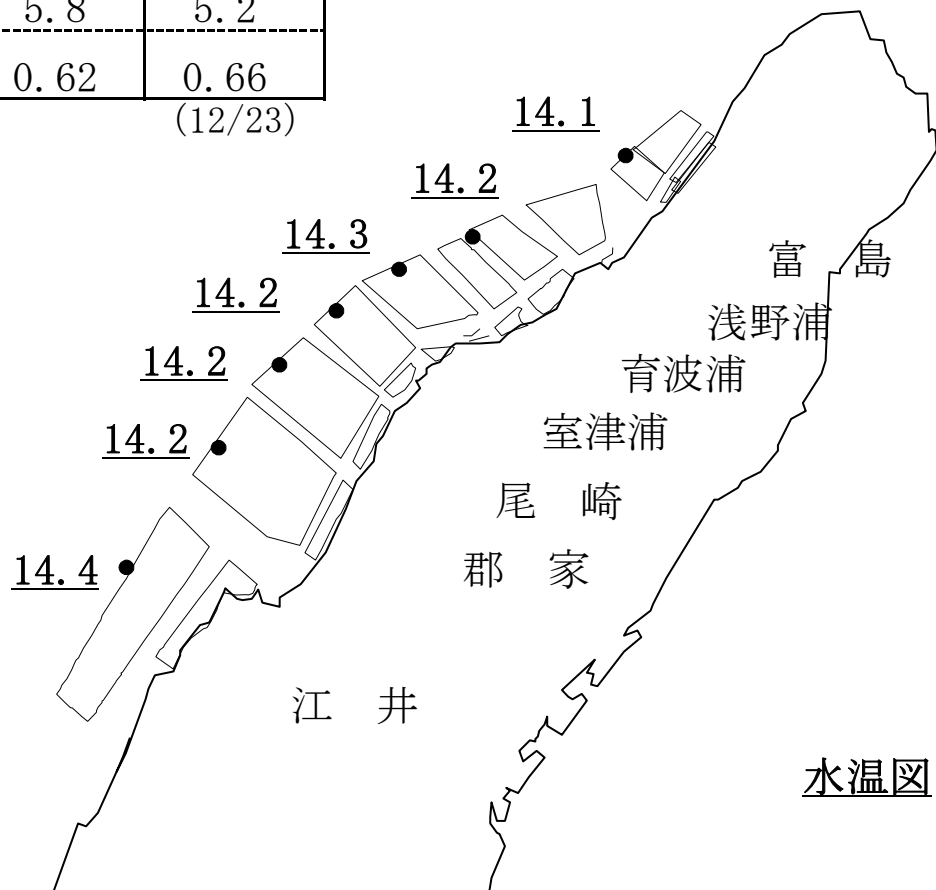 5.8 5.2
0.62 0.66
(12/23)
14.1
14.2
14.3
14.2
14.2
14.2
14.4
富 島
浅野浦
育波浦
室津浦
尾 崎
郡 家
江 井
水温図